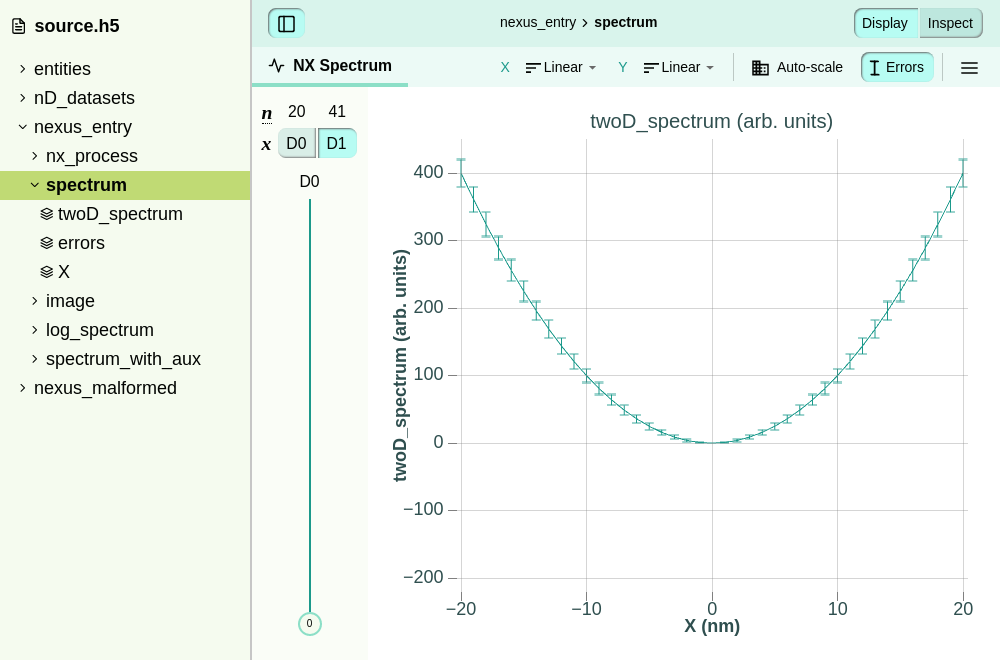 source.h5
entities
nD_datasets
nexus_entry
nx_process
spectrum
twoD_spectrum
errors
X
image
log_spectrum
spectrum_with_aux
nexus_malformed
nexus_entry › spectrum
Display
Inspect
NX Spectrum
X
Linear
Y
Linear
Auto-scale
Errors
n 20 41
x D0 D1
D0
0
twoD_spectrum (arb. units)
400
300
200
100
0
−100
−200
twoD_spectrum (arb. units)
−20 −10 0 10 20
X (nm)